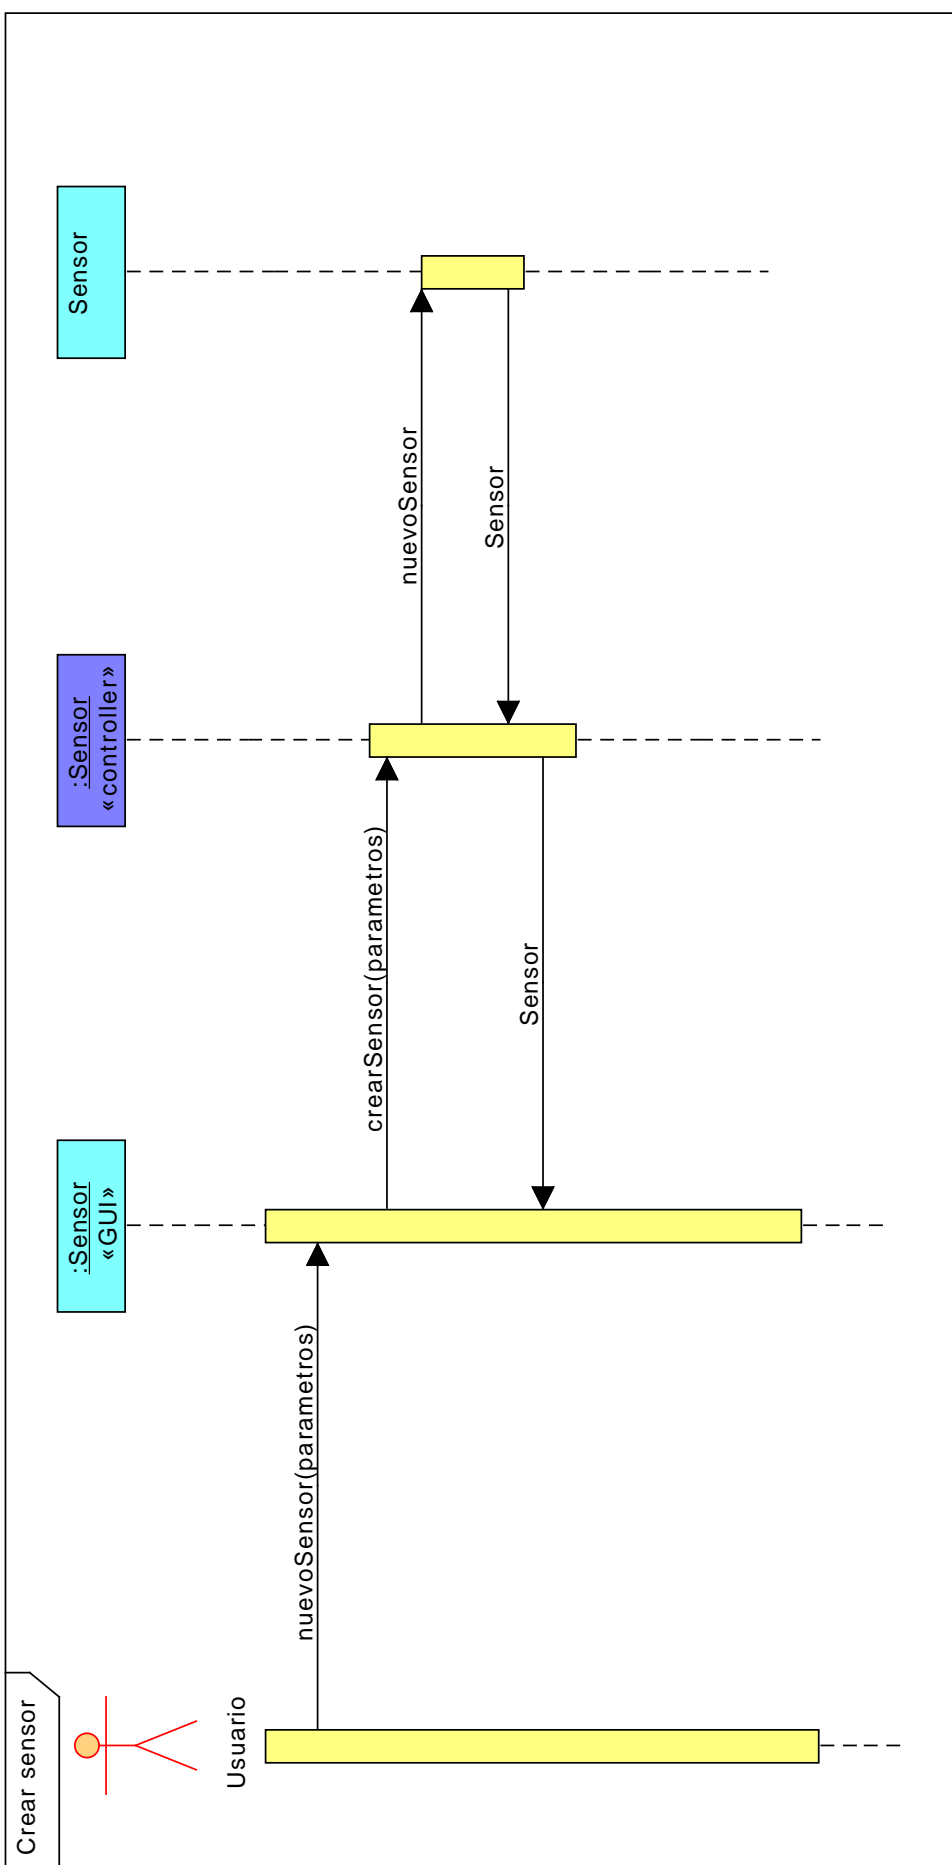 Crear sensor
Usuario
:Sensor
«GUI»
:Sensor
«controller»
Sensor
nuevoSensor(parametros)
crearSensor(parametros)
nuevoSensor
Sensor
Sensor